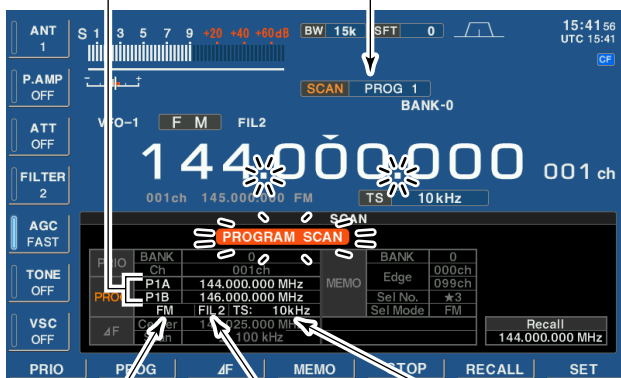 ANT
1
S 1 3 5 7 9 +20 +40 +60dB
BW 15k SFT 0
15:41 56
UTC 15:41
CF
P.AMP
OFF
SCAN PROG 1
BANK-0
VFO-1 FM FIL2
ATT
OFF
144.000.000 001 ch
FILTER
2
001ch 145.000.000 FM
TS 10kHz
SCAN
AGC
FAST
PROGRAM SCAN
PRIO BANK 0
Ch 001ch
MEMO BANK 0
Edge 000ch
099ch
Sel No. ★3
Sel Mode FM
TONE
OFF
PROG P1A 144.000.000 MHz
P1B 146.000.000 MHz
FM FIL2 TS: 10kHz
VSC
OFF
⊿F
100 kHz
Recall
144.000.000 MHz
PRIO PROG ⊿F MEMO STOP RECALL SET